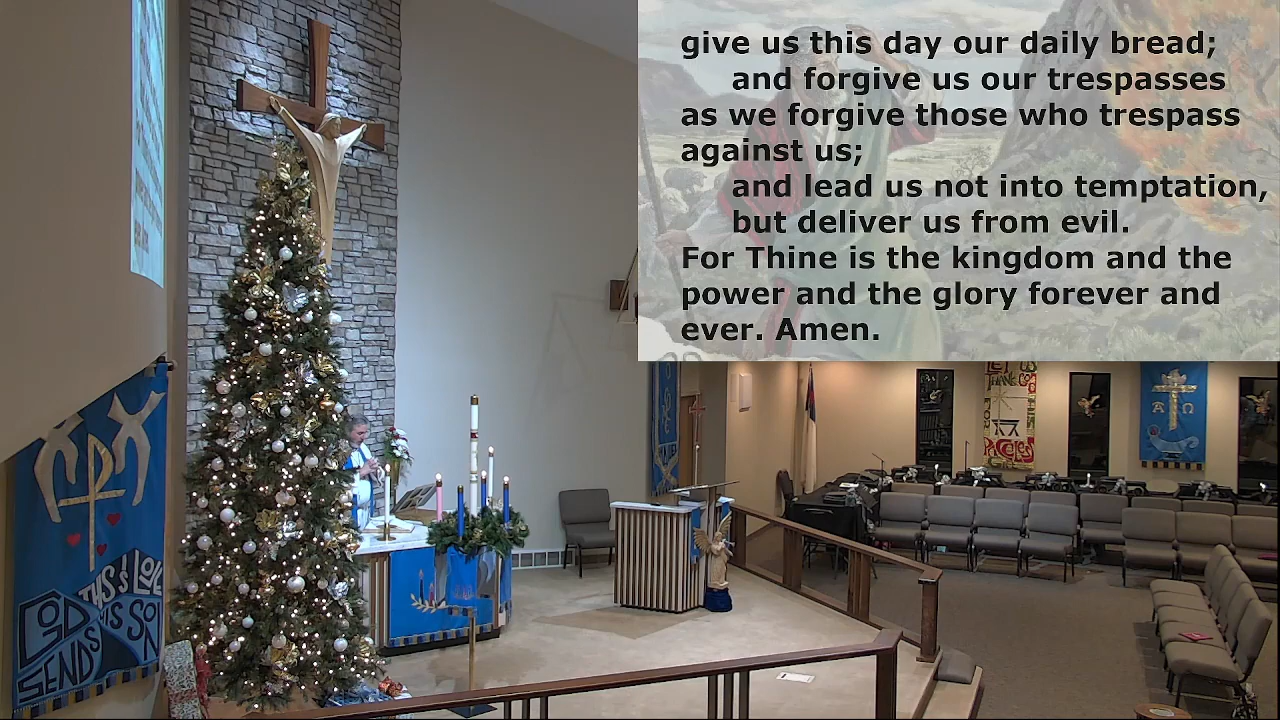 give us this day our daily bread;
and forgive us our trespasses
as we forgive those who trespass
against us;
and lead us not into temptation,
but deliver us from evil.
For Thine is the kingdom and the
power and the glory forever and
ever. Amen.
THIS IS LOVE
GOD
SENDS
HIS SON
Α Ω